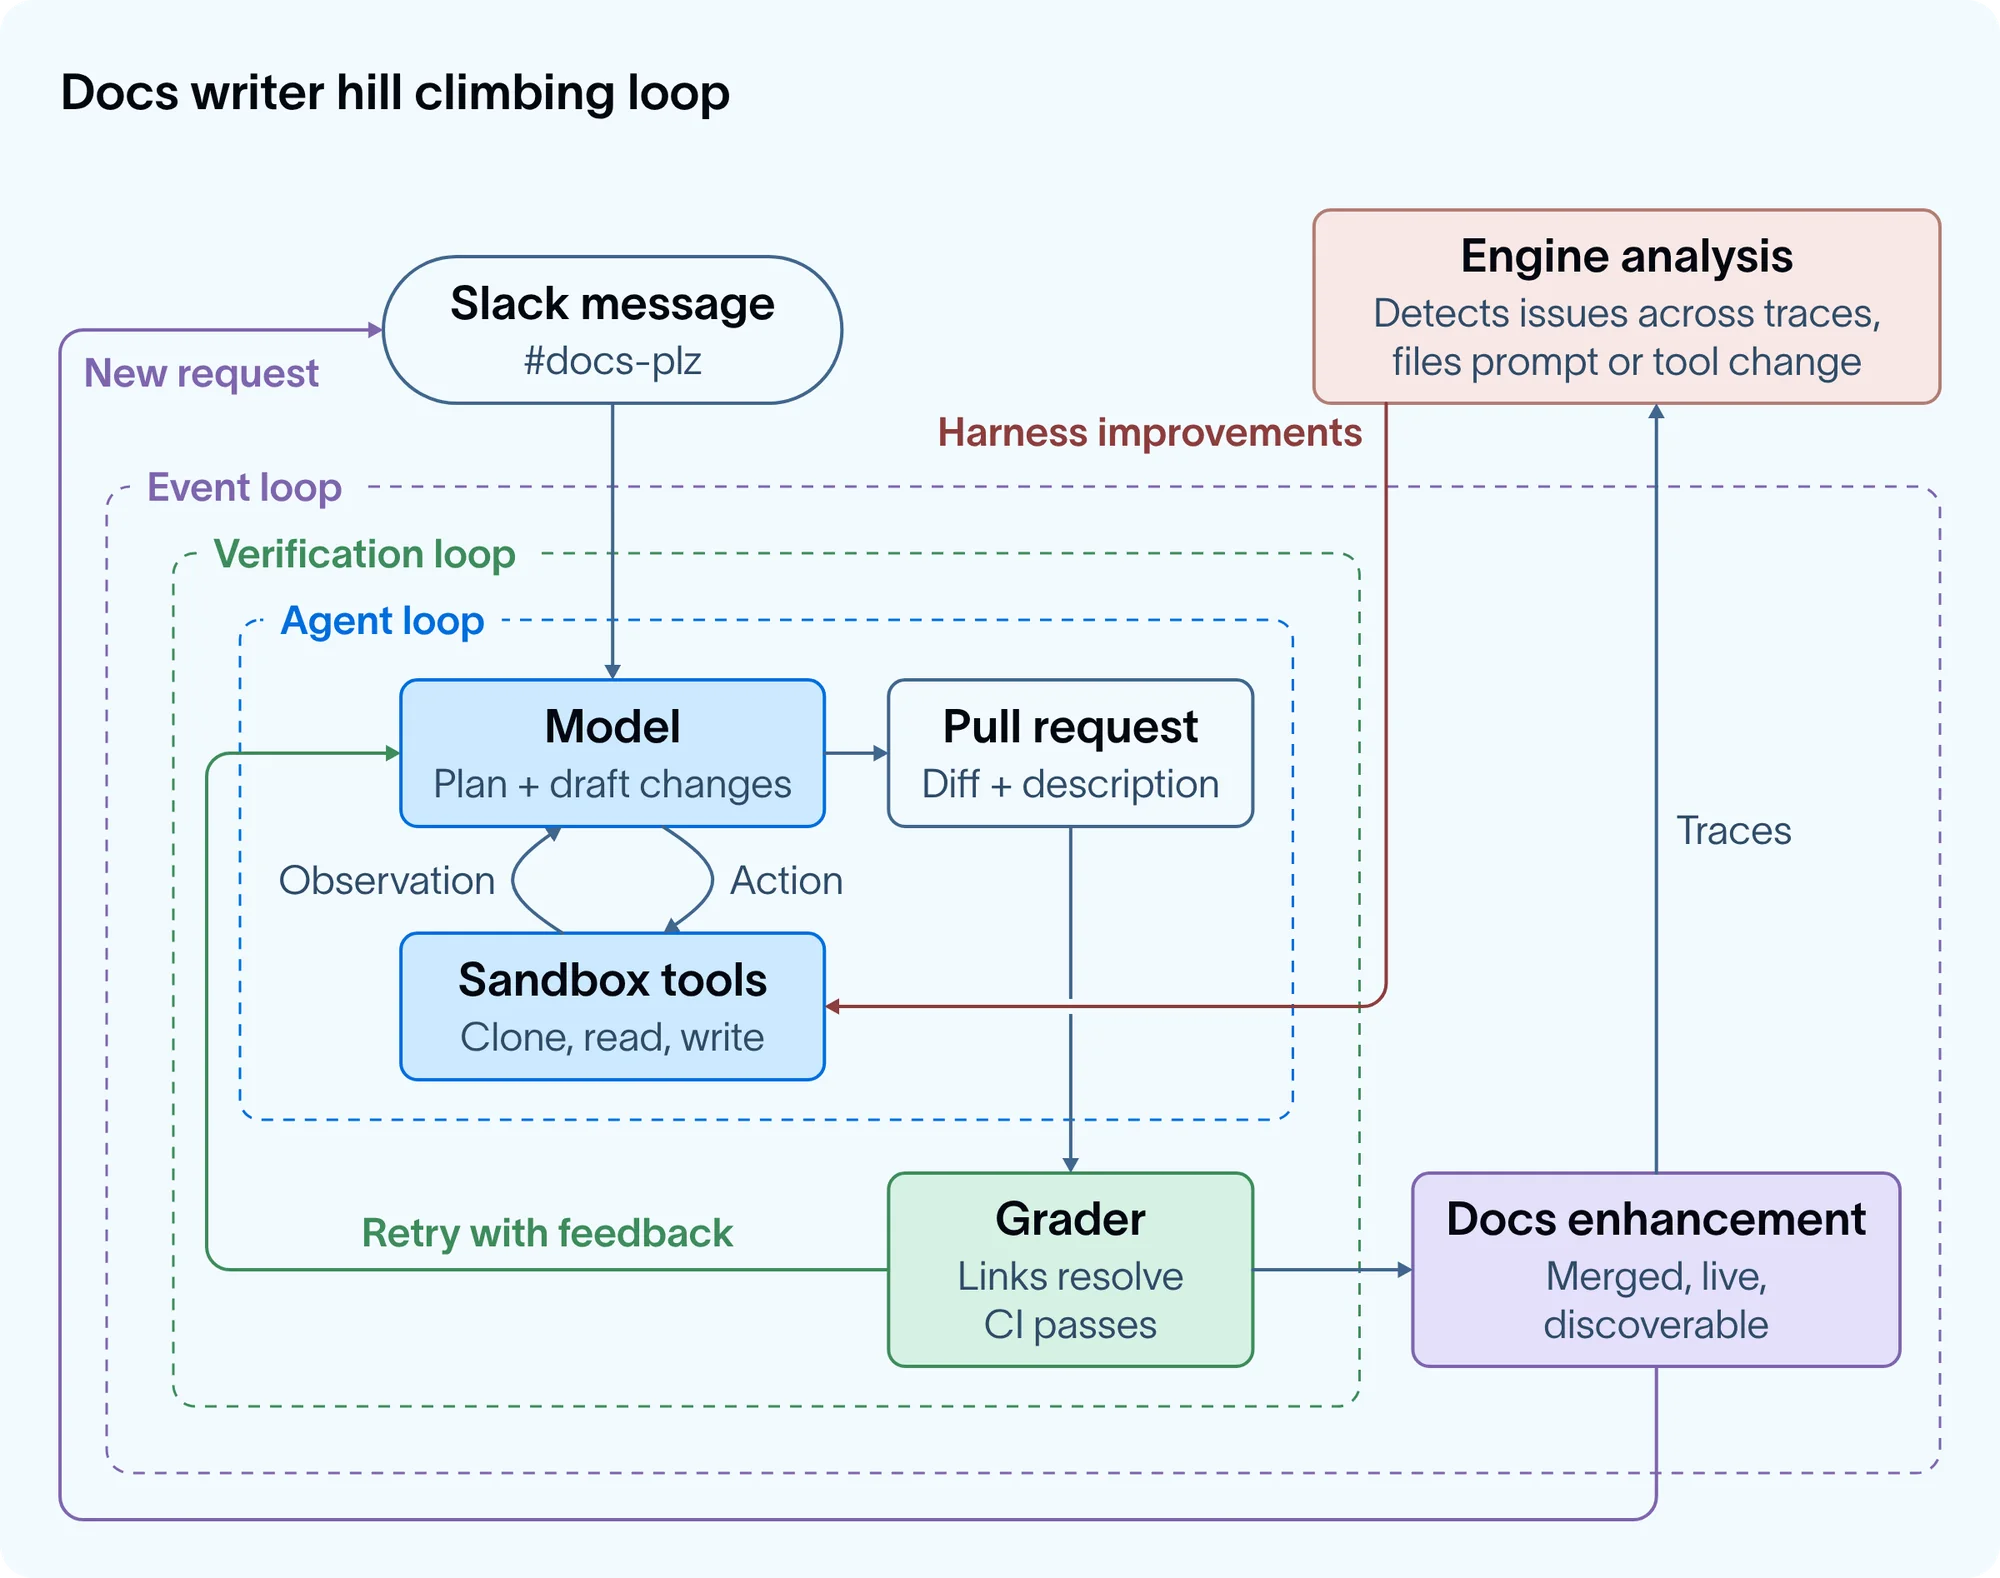 Docs writer hill climbing loop
Slack message
#docs-plz
New request
Engine analysis
Detects issues across traces,
files prompt or tool change
Harness improvements
Event loop
Verification loop
Agent loop
Model
Plan + draft changes
Pull request
Diff + description
Observation
Action
Traces
Sandbox tools
Clone, read, write
Retry with feedback
Grader
Links resolve
CI passes
Docs enhancement
Merged, live,
discoverable